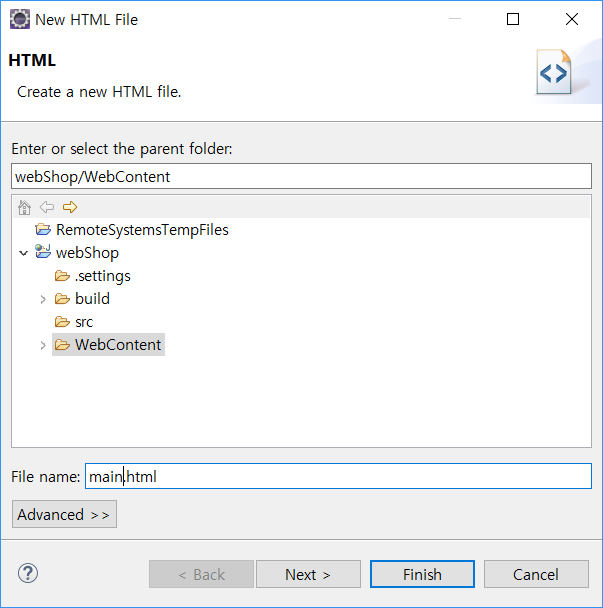 New HTML File
HTML
Create a new HTML file.
Enter or select the parent folder:
webShop/WebContent
RemoteSystemsTempFiles
webShop
.settings
build
src
WebContent
File name: main.html
Advanced >>
? < Back Next > Finish Cancel